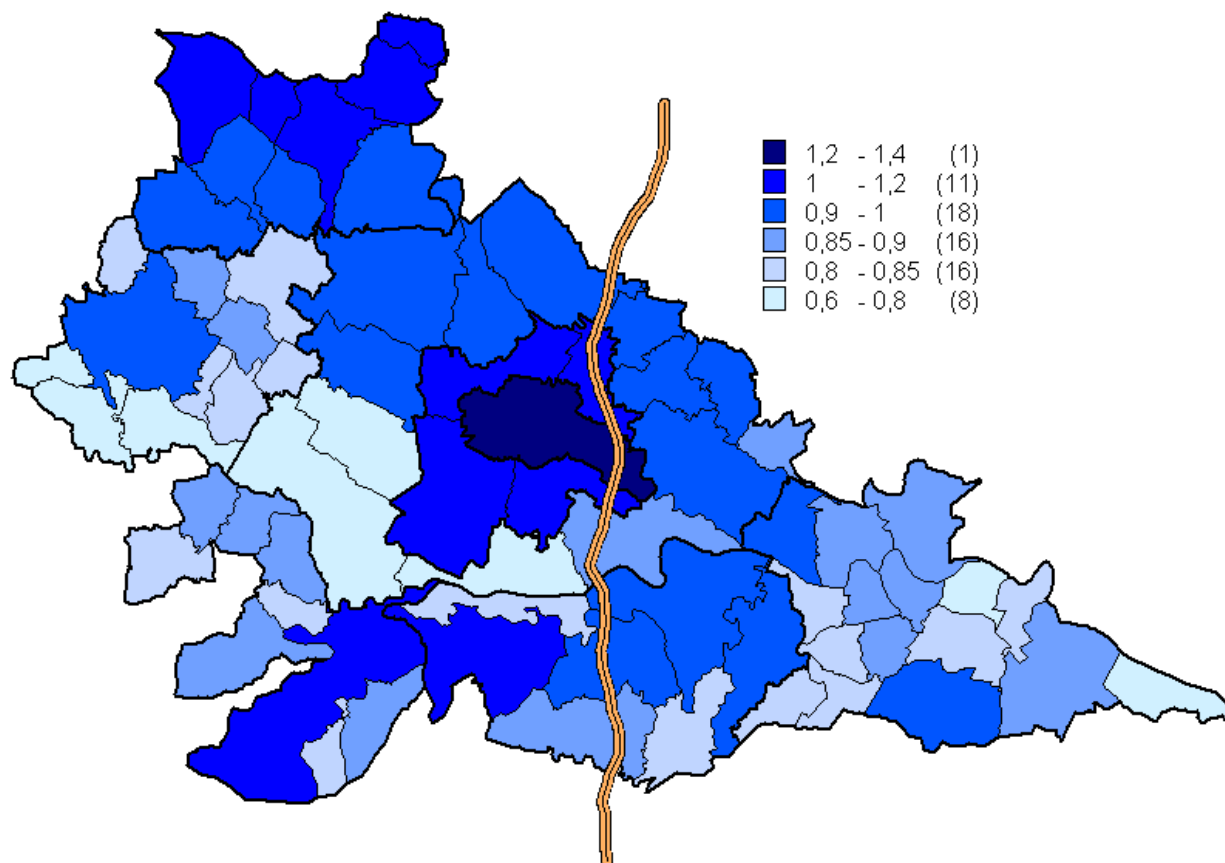 1,2 - 1,4 (1)
1 - 1,2 (11)
0,9 - 1 (18)
0,85 - 0,9 (16)
0,8 - 0,85 (16)
0,6 - 0,8 (8)